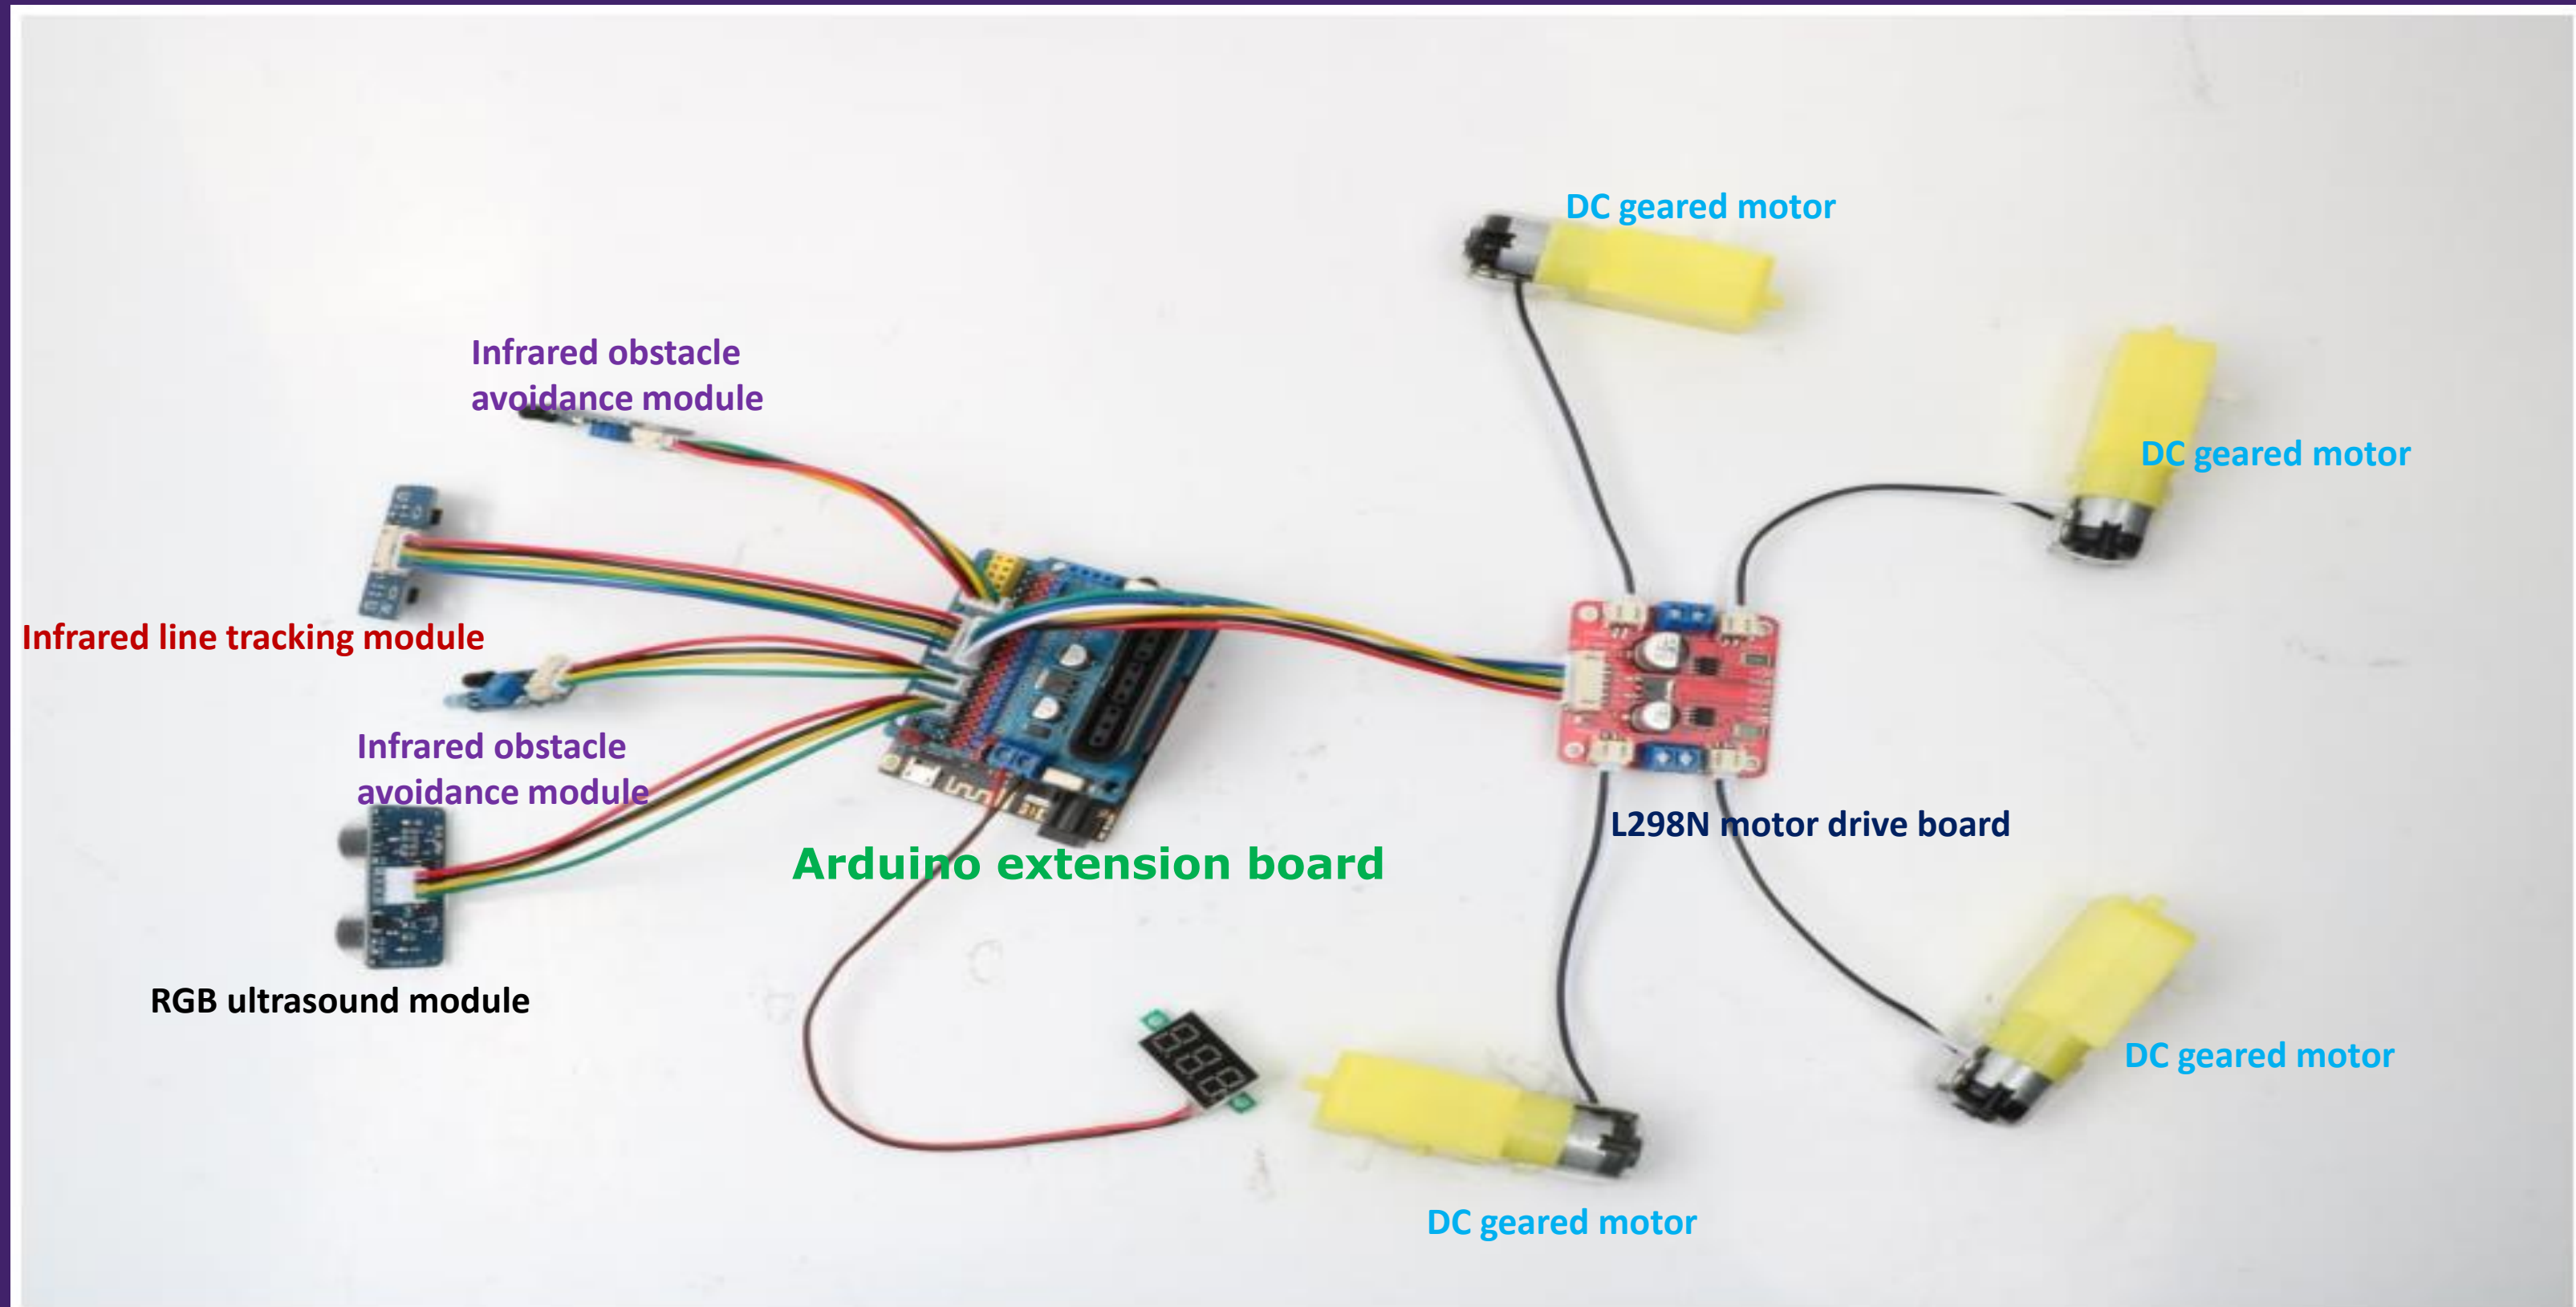 DC geared motor
Infrared obstacle
avoidance module
DC geared motor
Infrared line tracking module
Infrared obstacle
avoidance module
L298N motor drive board
Arduino extension board
RGB ultrasound module
DC geared motor
DC geared motor